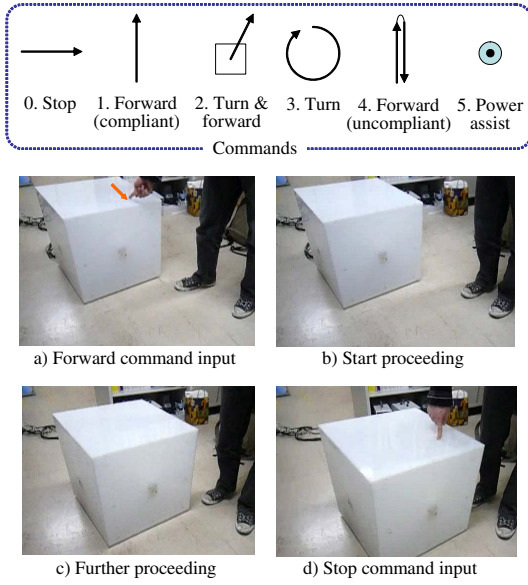 0. Stop
1. Forward
(compliant)
2. Turn &
forward
3. Turn
4. Forward
(uncompliant)
5. Power
assist
Commands
a) Forward command input
b) Start proceeding
c) Further proceeding
d) Stop command input